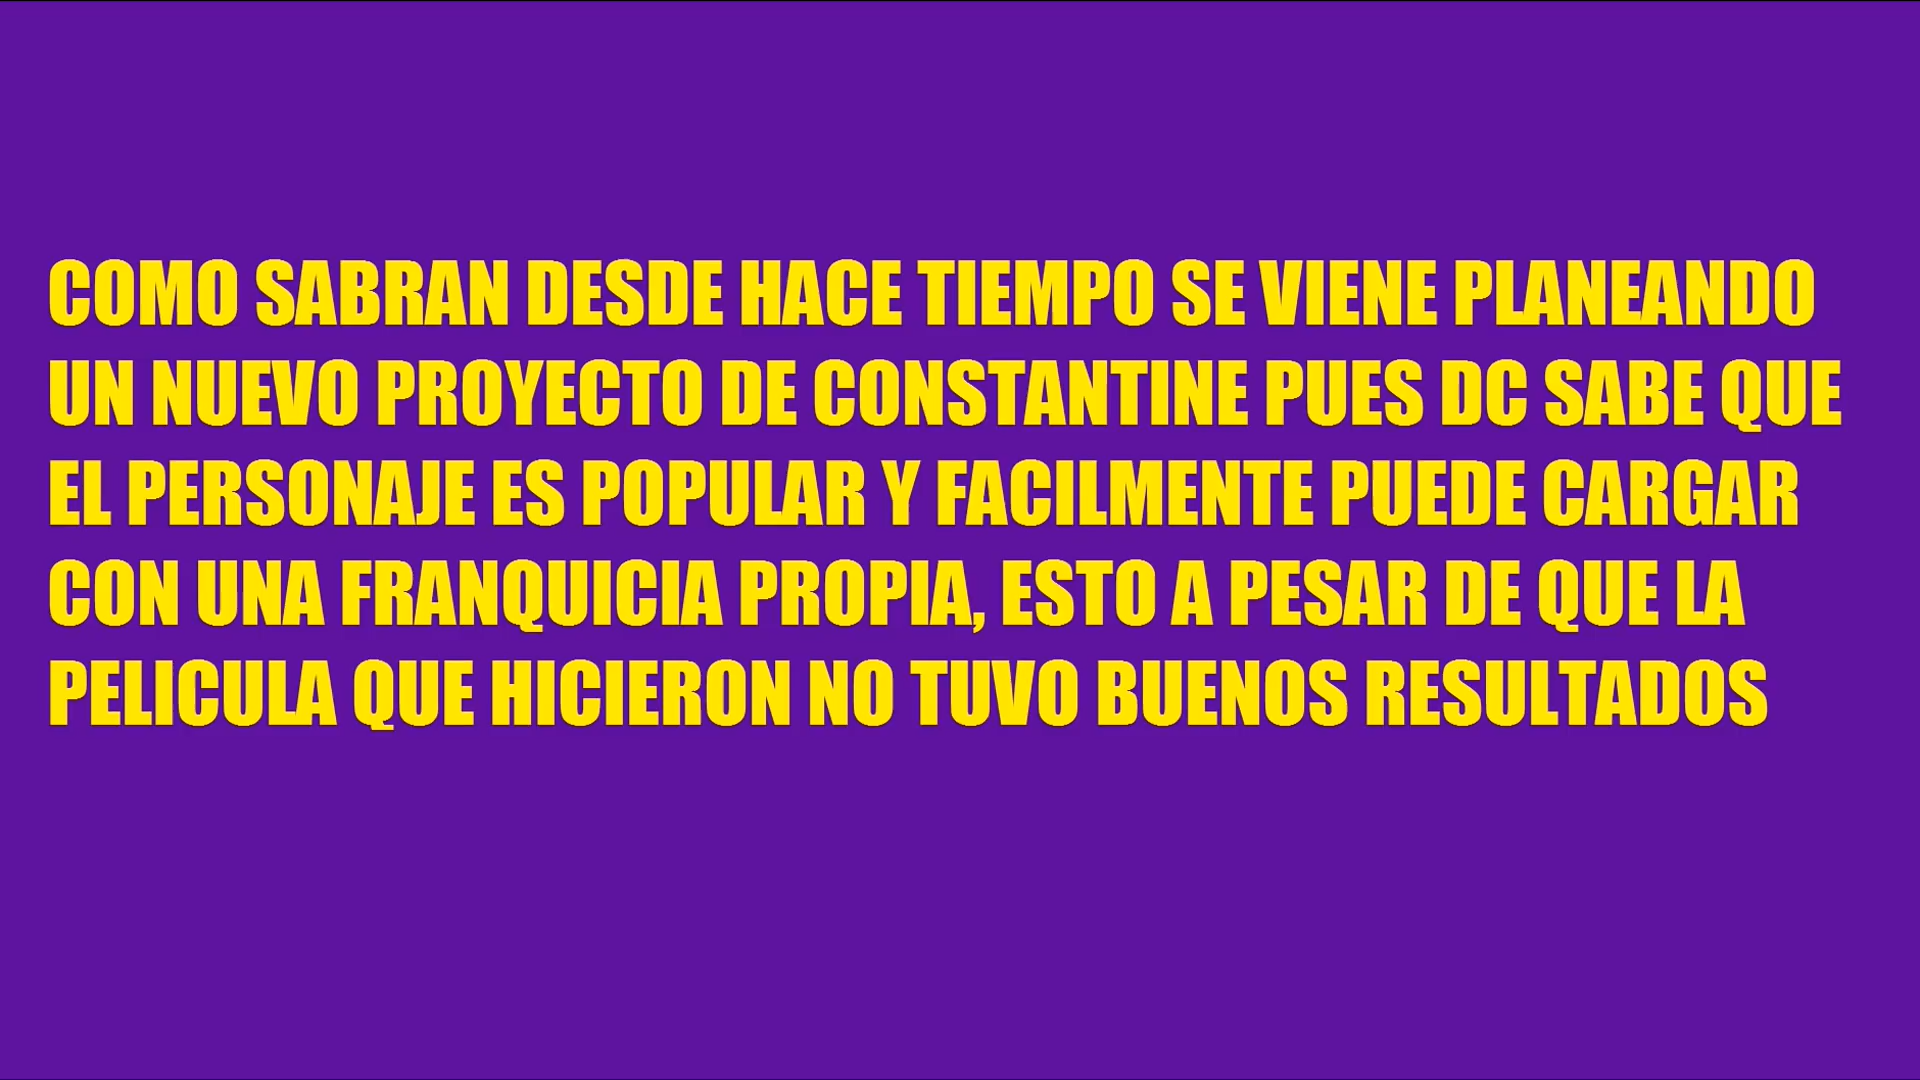 COMO SABRAN DESDE HACE TIEMPO SE VIENE PLANEANDO
UN NUEVO PROYECTO DE CONSTANTINE PUES DC SABE QUE
EL PERSONAJE ES POPULAR Y FACILMENTE PUEDE CARGAR
CON UNA FRANQUICIA PROPIA, ESTO A PESAR DE QUE LA
PELICULA QUE HICIERON NO TUVO BUENOS RESULTADOS